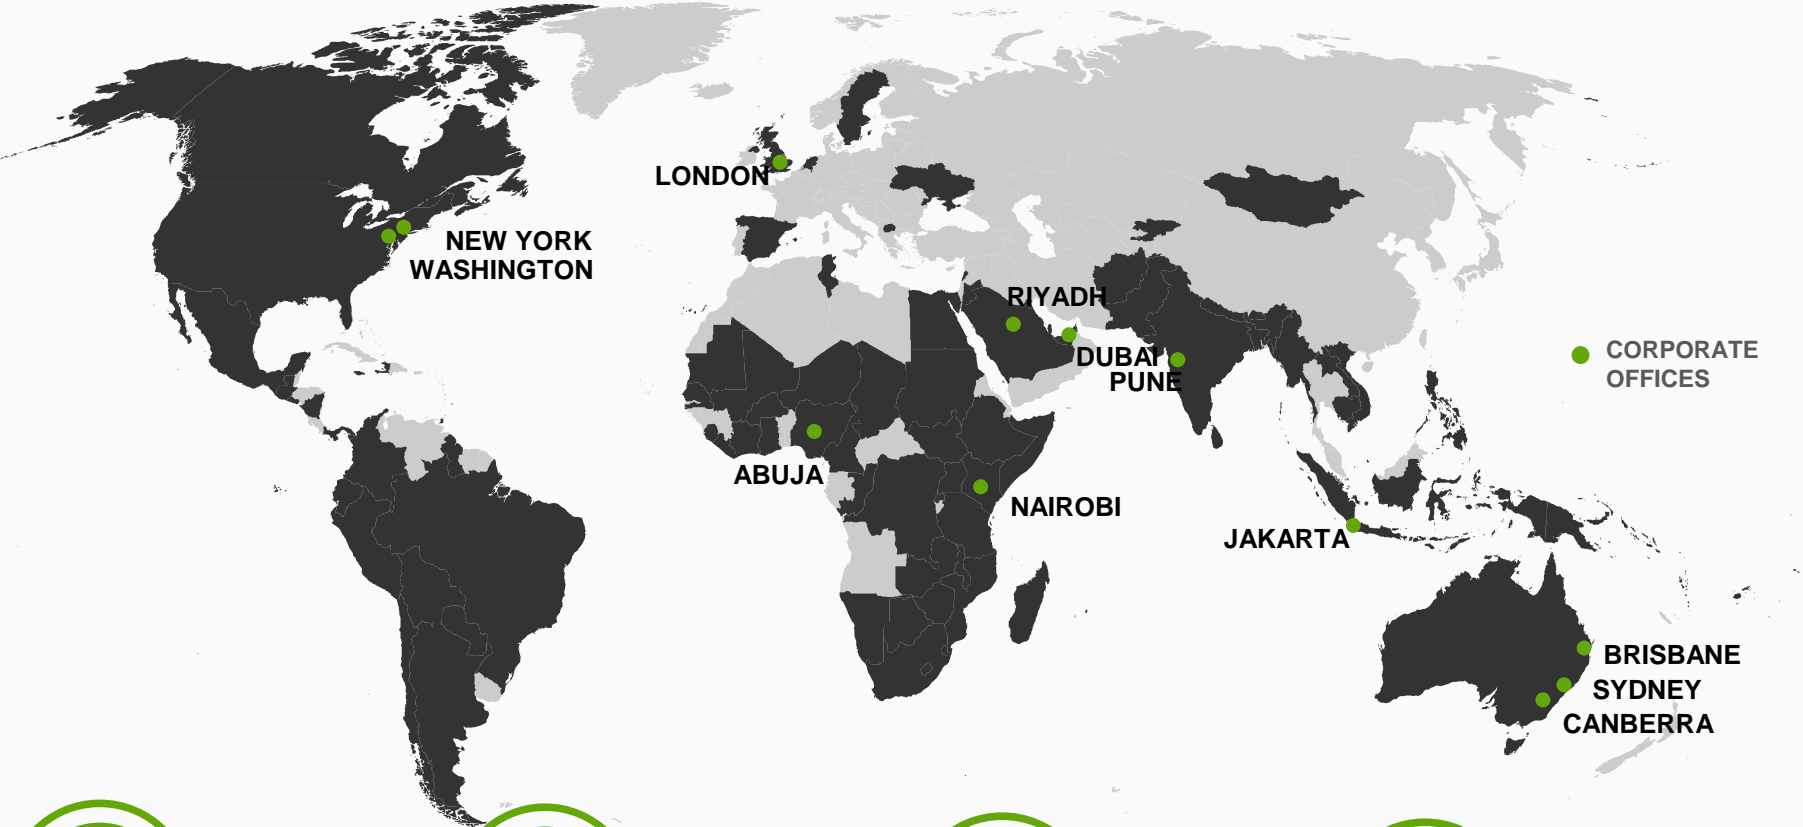 LONDON
NEW YORK
WASHINGTON
RIYADH
DUBAI
PUNE
CORPORATE
OFFICES
ABUJA
NAIROBI
JAKARTA
BRISBANE
SYDNEY
CANBERRA